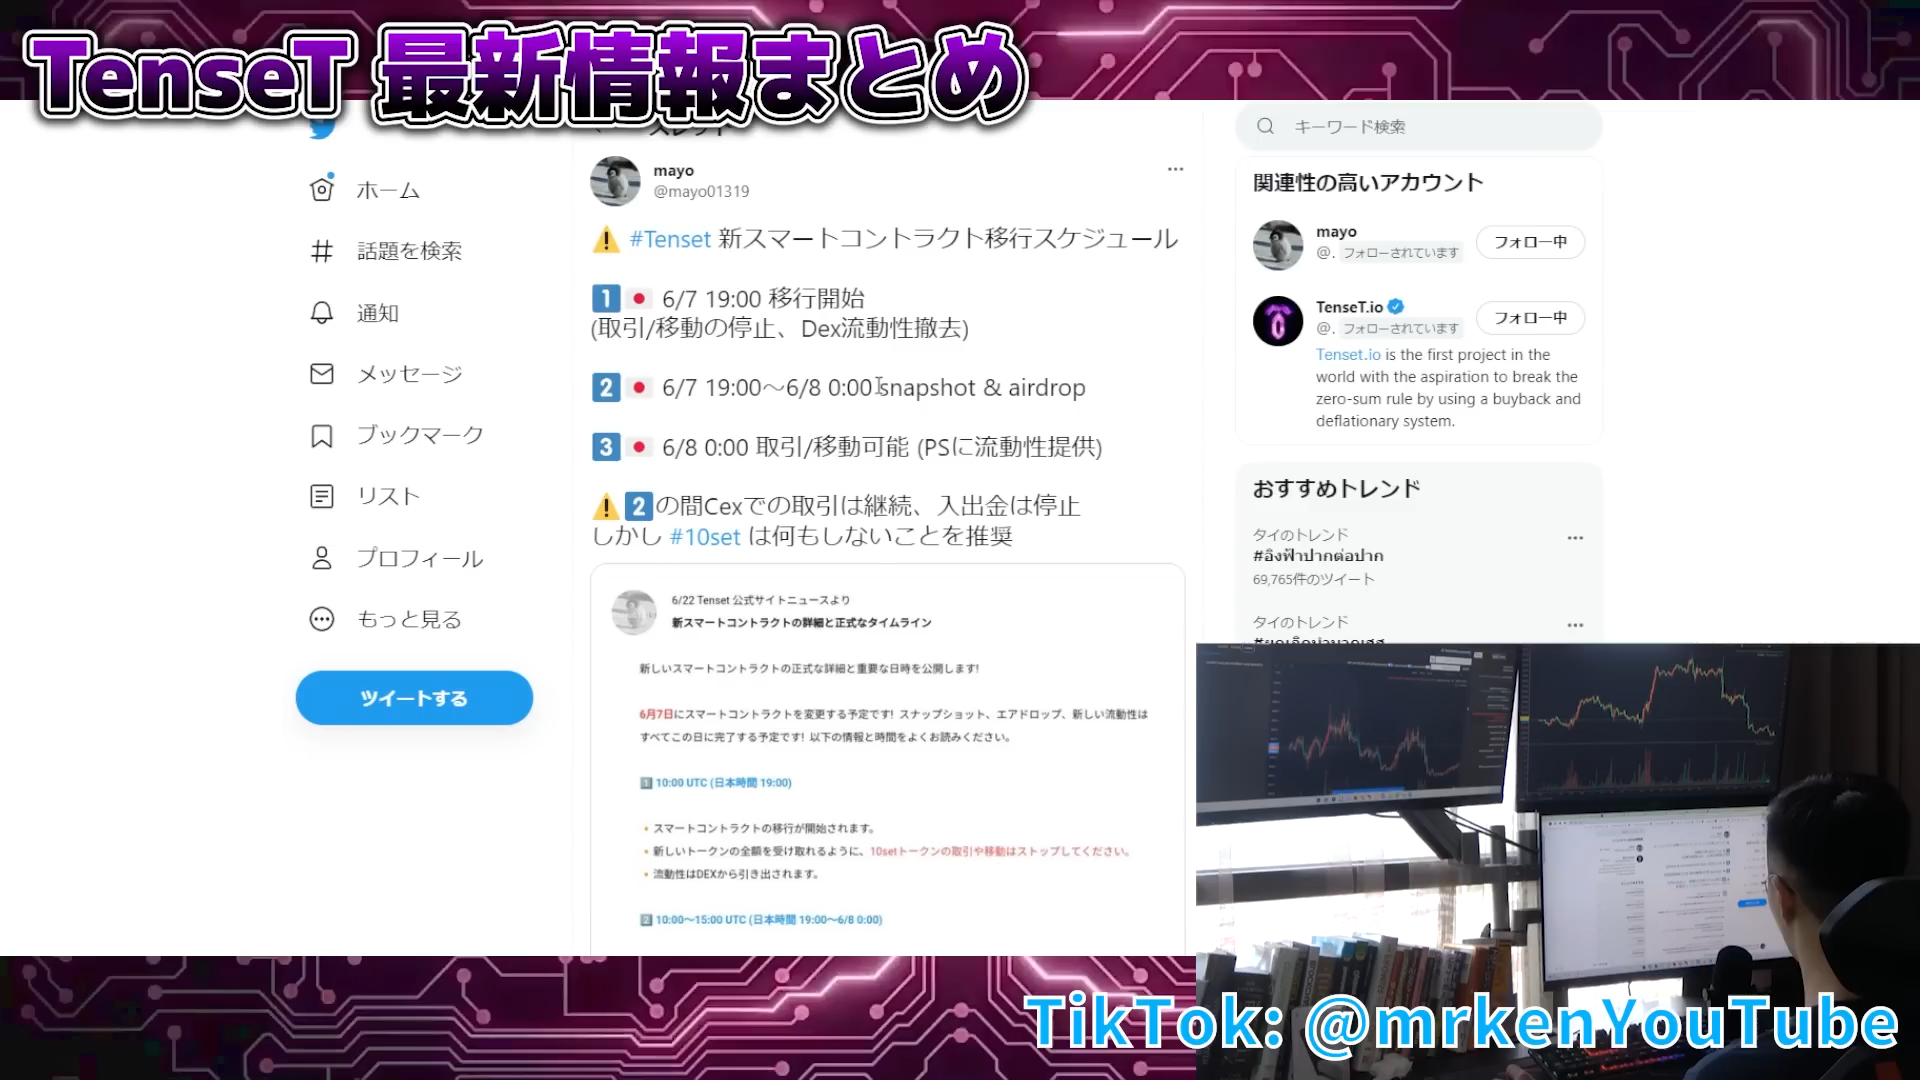 TenseT 最新情報まとめ
キーワード検索
ホーム
話題を検索
通知
メッセージ
ブックマーク
リスト
プロフィール
もっと見る
ツイートする
スレッド
mayo
@mayo01319
⚠️ #Tenset 新スマートコントラクト移行スケジュール
1 6/7 19:00 移行開始
(取引/移動の停止、Dex流動性撤去)
2 6/7 19:00〜6/8 0:00 snapshot & airdrop
3 6/8 0:00 取引/移動可能 (PSに流動性提供)
⚠️ 2 の間Cexでの取引は継続、入出金は停止
しかし #10set は何もしないことを推奨
6/22 Tenset 公式サイトニュースより
新スマートコントラクトの詳細と正式なタイムライン
新しいスマートコントラクトの正式な詳細と重要な日時を公開します!
6月7日にスマートコントラクトを変更する予定です! スナップショット、エアドロップ、新しい流動性は
すべてこの日に完了する予定です! 以下の情報と時間をよくお読みください。
1 10:00 UTC (日本時間 19:00)
・スマートコントラクトの移行が開始されます。
・新しいトークンの全額を受け取れるように、10setトークンの取引や移動はストップしてください。
・流動性はDEXから引き出されます。
2 10:00〜15:00 UTC (日本時間 19:00〜6/8 0:00)
関連性の高いアカウント
mayo
@. フォローされています
フォロー中
TenseT.io
@. フォローされています
フォロー中
Tenset.io is the first project in the
world with the aspiration to break the
zero-sum rule by using a buyback and
deflationary system.
おすすめトレンド
タイのトレンド
#อิงฟ้าปากต่อปาก
69,765件のツイート
タイのトレンド
TikTok: @mrkenYouTube